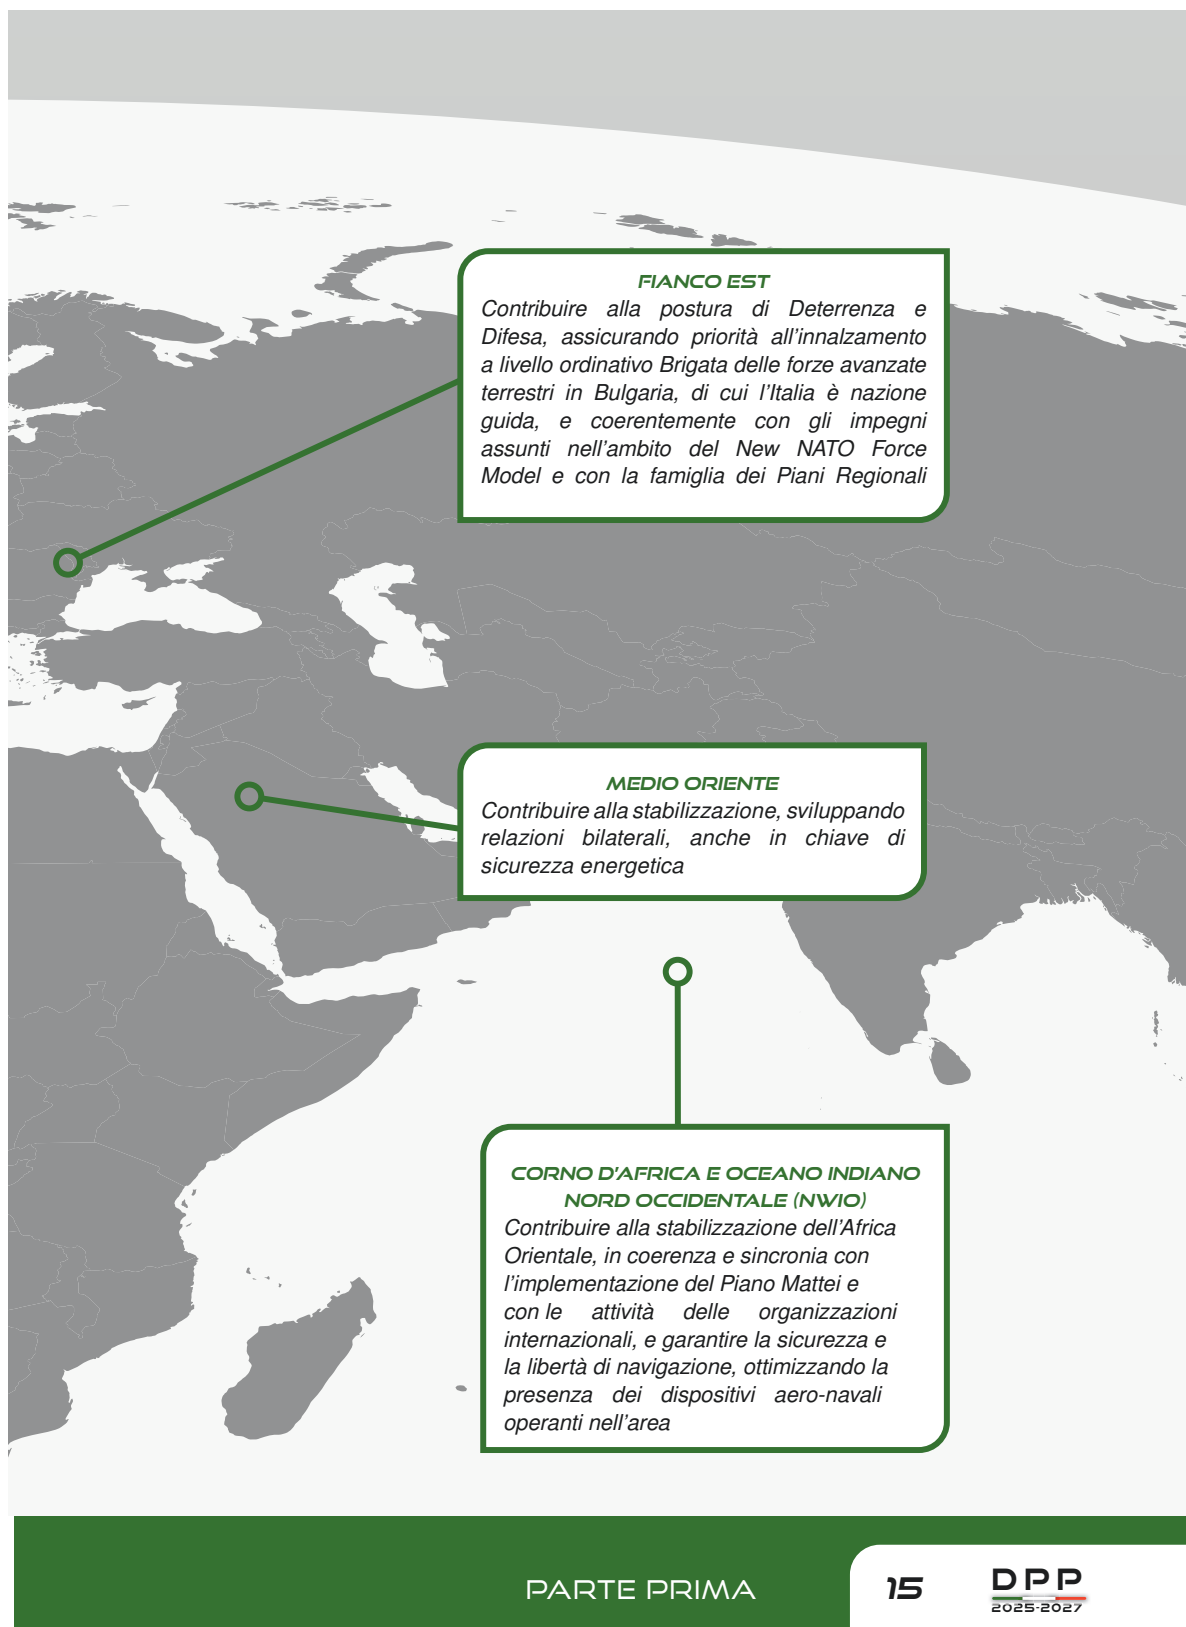 FIANCO EST
Contribuire alla postura di Deterrenza e
Difesa, assicurando priorità all'innalzamento
a livello ordinativo Brigata delle forze avanzate
terrestri in Bulgaria, di cui l'Italia è nazione
guida, e coerentemente con gli impegni
assunti nell'ambito del New NATO Force
Model e con la famiglia dei Piani Regionali
MEDIO ORIENTE
Contribuire alla stabilizzazione, sviluppando
relazioni bilaterali, anche in chiave di
sicurezza energetica
CORNO D'AFRICA E OCEANO INDIANO
NORD OCCIDENTALE (NWIO)
Contribuire alla stabilizzazione dell'Africa
Orientale, in coerenza e sincronia con
l'implementazione del Piano Mattei e
con le attività delle organizzazioni
internazionali, e garantire la sicurezza e
la libertà di navigazione, ottimizzando la
presenza dei dispositivi aero-navali
operanti nell'area
PARTE PRIMA
15
DPP
2025-2027